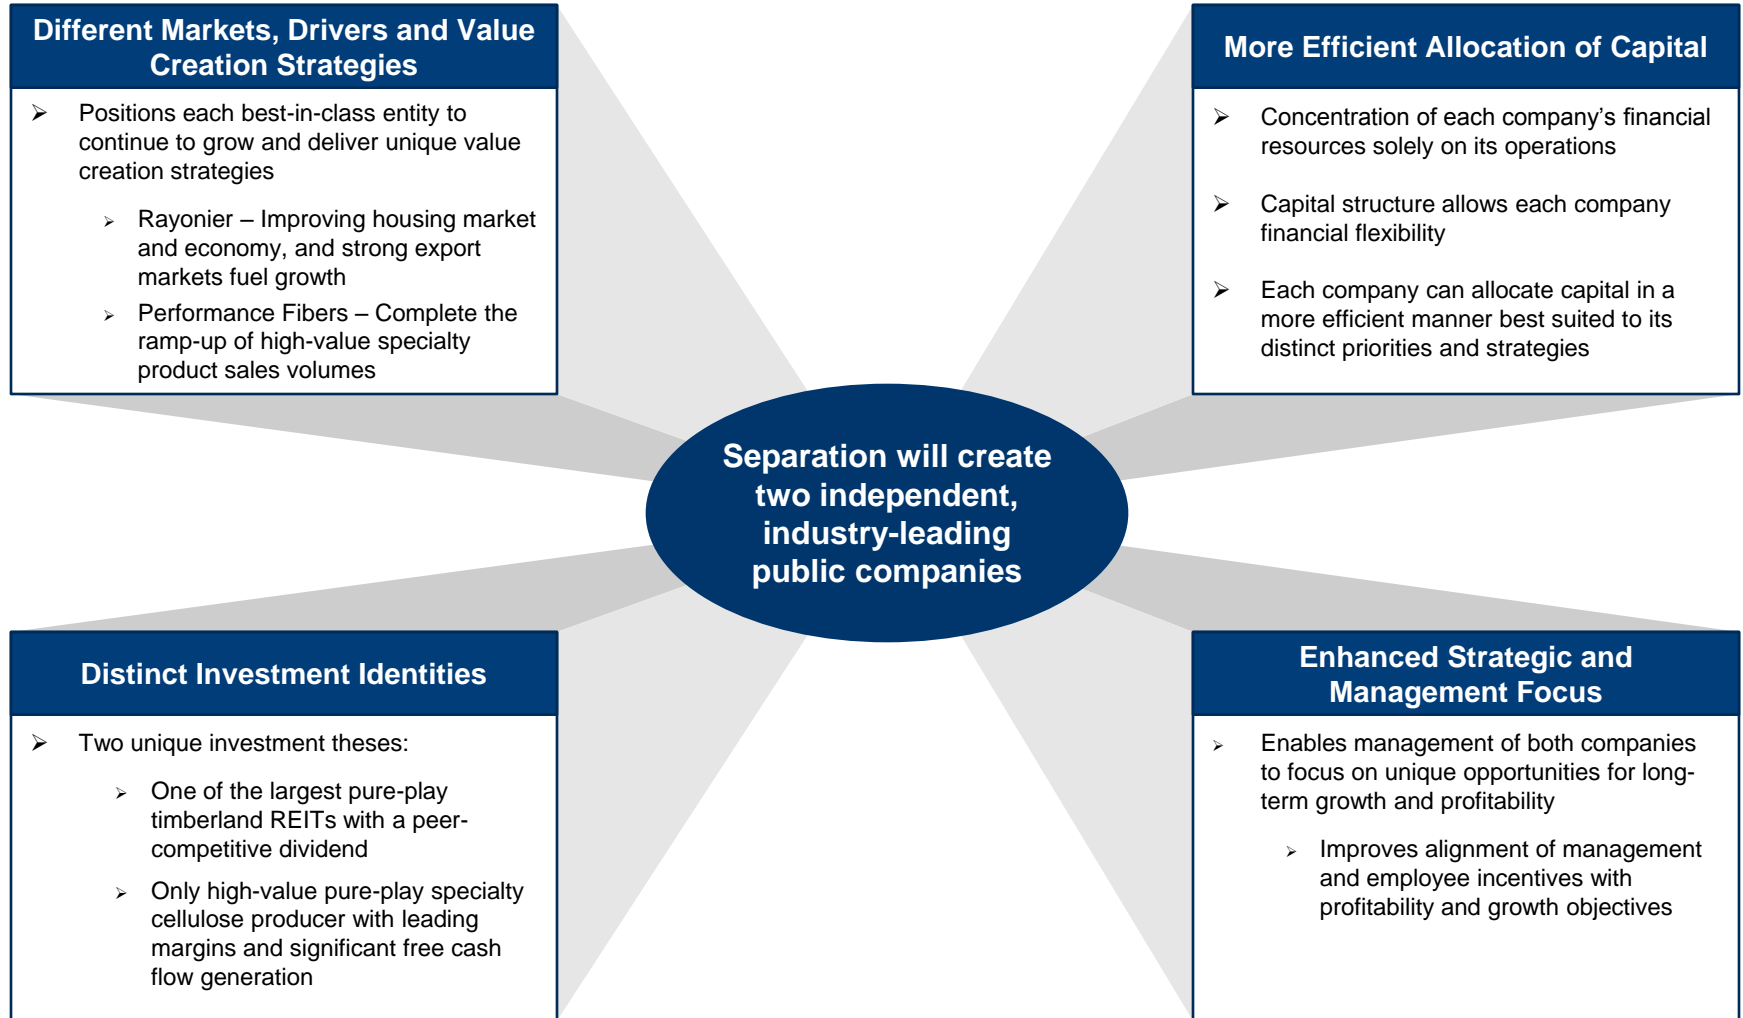 Different Markets, Drivers and Value
Creation Strategies
➢ Positions each best-in-class entity to
continue to grow and deliver unique value
creation strategies
➢ Rayonier – Improving housing market
and economy, and strong export
markets fuel growth
➢ Performance Fibers – Complete the
ramp-up of high-value specialty
product sales volumes
More Efficient Allocation of Capital
➢ Concentration of each company’s financial
resources solely on its operations
➢ Capital structure allows each company
financial flexibility
➢ Each company can allocate capital in a
more efficient manner best suited to its
distinct priorities and strategies
Separation will create
two independent,
industry-leading
public companies
Distinct Investment Identities
➢ Two unique investment theses:
➢ One of the largest pure-play
timberland REITs with a peer-
competitive dividend
➢ Only high-value pure-play specialty
cellulose producer with leading
margins and significant free cash
flow generation
Enhanced Strategic and
Management Focus
➢ Enables management of both companies
to focus on unique opportunities for long-
term growth and profitability
➢ Improves alignment of management
and employee incentives with
profitability and growth objectives